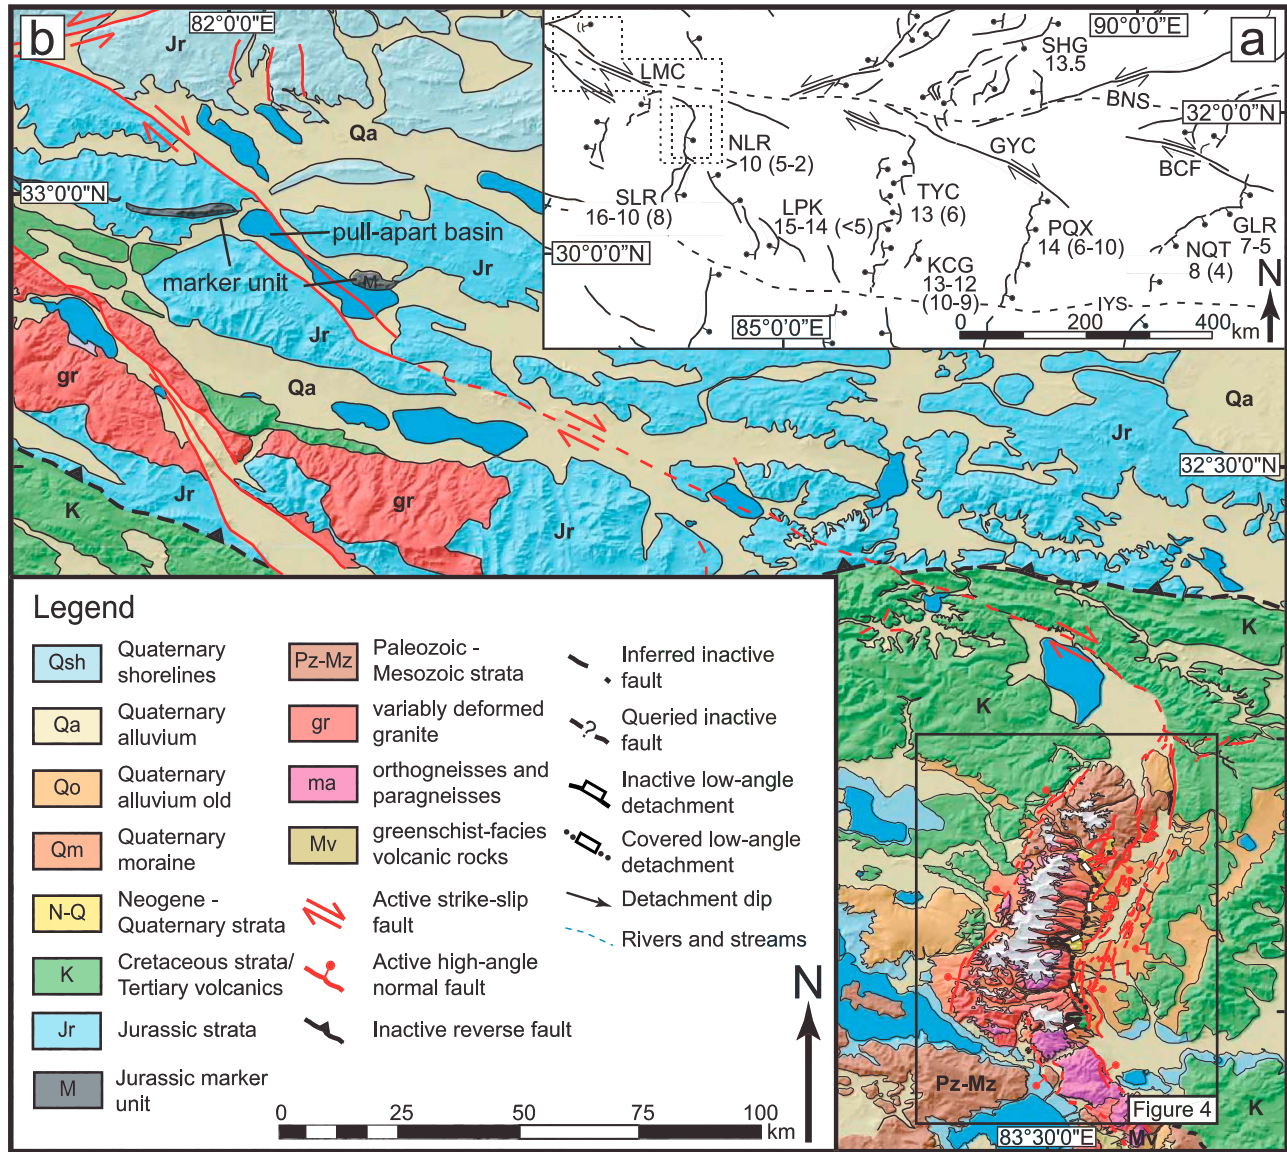 b
82°0'0"E
Jr
Qa
33°0'0"N
pull-apart basin
marker unit
M
Jr
Jr
gr
Qa
Qa
Jr
32°30'0"N
Jr
gr
K
Jr
a
90°0'0"E
SHG
13.5
LMC
BNS
32°0'0"N
NLR
>10 (5-2)
GYC
BCF
SLR
16-10 (8)
TYC
13 (6)
LPK
15-14 (<5)
PQX
14 (6-10)
GLR
7-5
NQT
8 (4)
30°0'0"N
KCG
13-12
(10-9)
IYS
N
85°0'0"E
0 200 400
km
K
K
Pz-Mz
Figure 4
83°30'0"E
Mv
K
Legend
Qsh Quaternary
shorelines
Qa Quaternary
alluvium
Qo Quaternary
alluvium old
Qm Quaternary
moraine
N-Q Neogene -
Quaternary strata
K Cretaceous strata/
Tertiary volcanics
Jr Jurassic strata
M Jurassic marker
unit
Pz-Mz Paleozoic -
Mesozoic strata
gr variably deformed
granite
ma orthogneisses and
paragneisses
Mv greenschist-facies
volcanic rocks
Active strike-slip
fault
Active high-angle
normal fault
Inactive reverse fault
Inferred inactive
fault
?
Queried inactive
fault
Inactive low-angle
detachment
Covered low-angle
detachment
Detachment dip
Rivers and streams
N
0 25 50 75 100
km